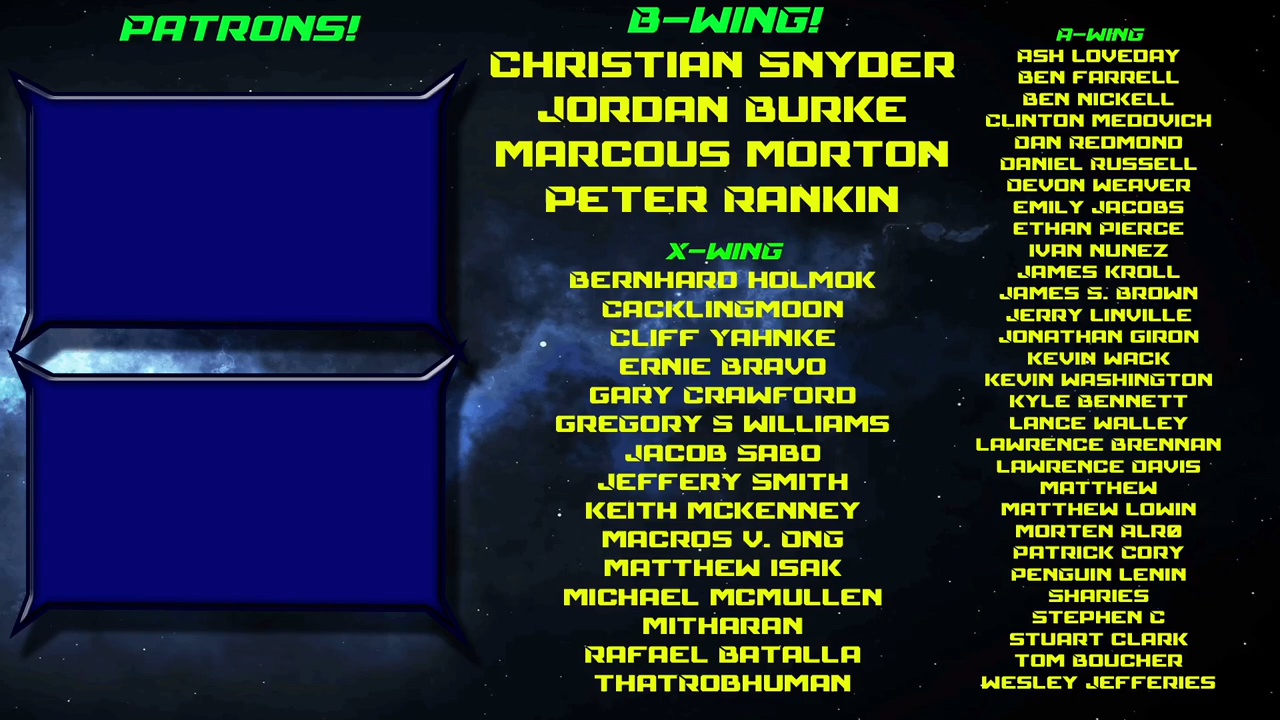 PATRONS!
B-WING!
CHRISTIAN SNYDER
JORDAN BURKE
MARCOUS MORTON
PETER RANKIN
X-WING
BERNHARD HOLMOK
CACKLINGMOON
CLIFF YAHNKE
ERNIE BRAVO
GARY CRAWFORD
GREGORY S WILLIAMS
JACOB SABO
JEFFERY SMITH
KEITH MCKENNEY
MACROS V. ONG
MATTHEW ISAK
MICHAEL MCMULLEN
MITHARAN
RAFAEL BATALLA
THATROBHUMAN
A-WING
ASH LOVEDAY
BEN FARRELL
BEN NICKELL
CLINTON MEDOVICH
DAN REDMOND
DANIEL RUSSELL
DEVON WEAVER
EMILY JACOBS
ETHAN PIERCE
IVAN NUNEZ
JAMES KROLL
JAMES S. BROWN
JERRY LINVILLE
JONATHAN GIRON
KEVIN WACK
KEVIN WASHINGTON
KYLE BENNETT
LANCE WALLEY
LAWRENCE BRENNAN
LAWRENCE DAVIS
MATTHEW
MATTHEW LOWIN
MORTEN ALRØ
PATRICK CORY
PENGUIN LENIN
SHARIES
STEPHEN C
STUART CLARK
TOM BOUCHER
WESLEY JEFFERIES